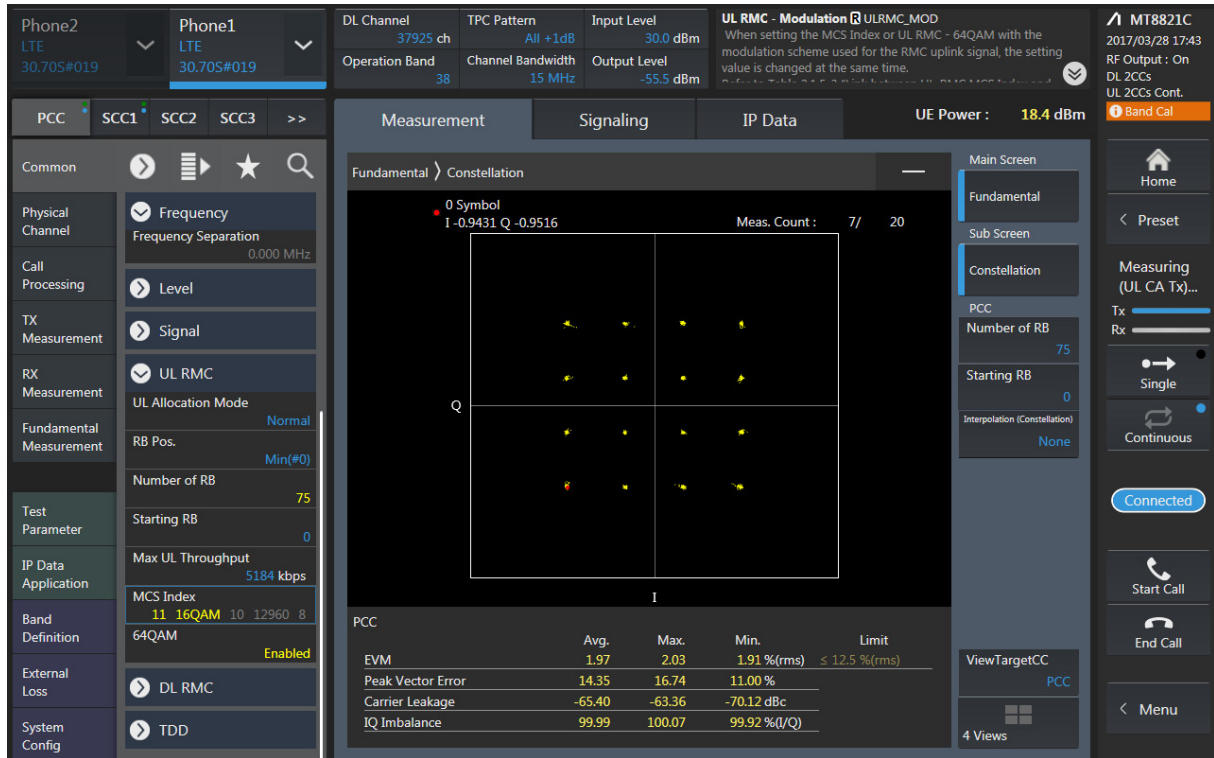 Phone2
LTE
30.70S#019
Phone1
LTE
30.70S#019
DL Channel
37925 ch
TPC Pattern
All +1dB
Input Level
30.0 dBm
Operation Band
38
Channel Bandwidth
15 MHz
Output Level
-55.5 dBm
UL RMC - Modulation R ULRMC_MOD
When setting the MCS Index or UL RMC -
64QAM with the
modulation scheme used for the RMC uplink signal, the setting
value is changed at the same time.
MT8821C
2017/03/28 17:43
RF Output : On
DL 2CCs
UL 2CCs Cont.
Band Cal
PCC
SCC1
SCC2
SCC3
>>
Measurement
Signaling
IP Data
UE Power : 18.4 dBm
Common
Physical
Channel
Call
Processing
TX
Measurement
RX
Measurement
Fundamental
Measurement
Test
Parameter
IP Data
Application
Band
Definition
External
Loss
System
Config
Frequency
Frequency Separation
0.000 MHz
Level
Signal
UL RMC
UL Allocation Mode
Normal
RB Pos.
Min(#0)
Number of RB
75
Starting RB
0
Max UL Throughput
5184 kbps
MCS Index
11 16QAM 10 12960 8
64QAM
Enabled
DL RMC
TDD
Fundamental 〉 Constellation
0 Symbol
I -0.9431 Q -0.9516
Meas. Count : 7/ 20
Q
I
PCC
Avg. Max. Min. Limit
EVM 1.97 2.03 1.91 %(rms) ≤ 12.5 %(rms)
Peak Vector Error 14.35 16.74 11.00 %
Carrier Leakage -65.40 -63.36 -70.12 dBc
IQ Imbalance 99.99 100.07 99.92 %(I/Q)
Main Screen
Fundamental
Sub Screen
Constellation
PCC
Number of RB
75
Starting RB
0
Interpolation (Constellation)
None
ViewTargetCC
PCC
4 Views
Home
< Preset
Measuring
(UL CA Tx)...
Tx
Rx
Single
Continuous
Connected
Start Call
End Call
< Menu